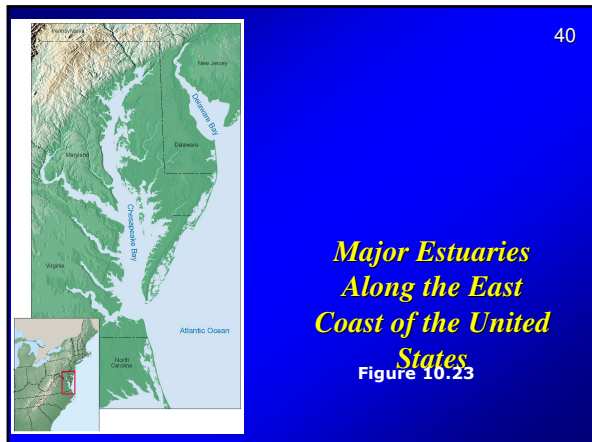 40
Pennsylvania
New Jersey
Delaware Bay
Maryland
Delaware
Chesapeake Bay
Virginia
Atlantic Ocean
North
Carolina
Major Estuaries
Along the East
Coast of the United
States
Figure 10.23